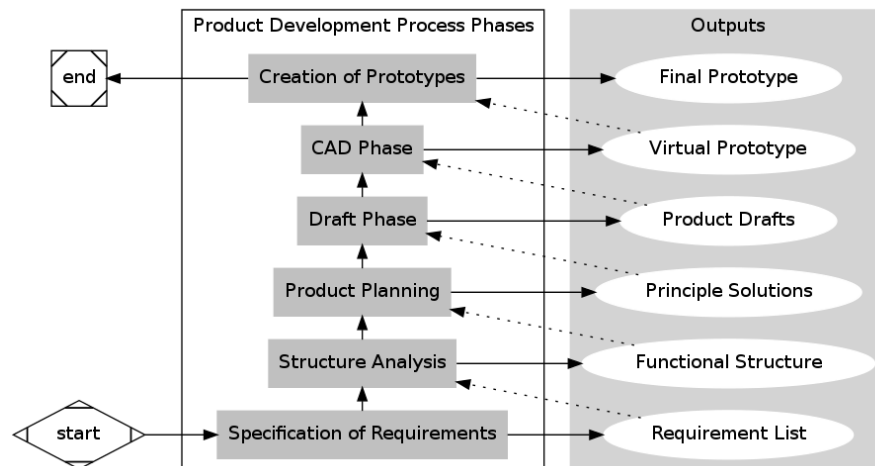 Product Development Process Phases
Outputs
end
Creation of Prototypes
Final Prototype
CAD Phase
Virtual Prototype
Draft Phase
Product Drafts
Product Planning
Principle Solutions
Structure Analysis
Functional Structure
start
Specification of Requirements
Requirement List